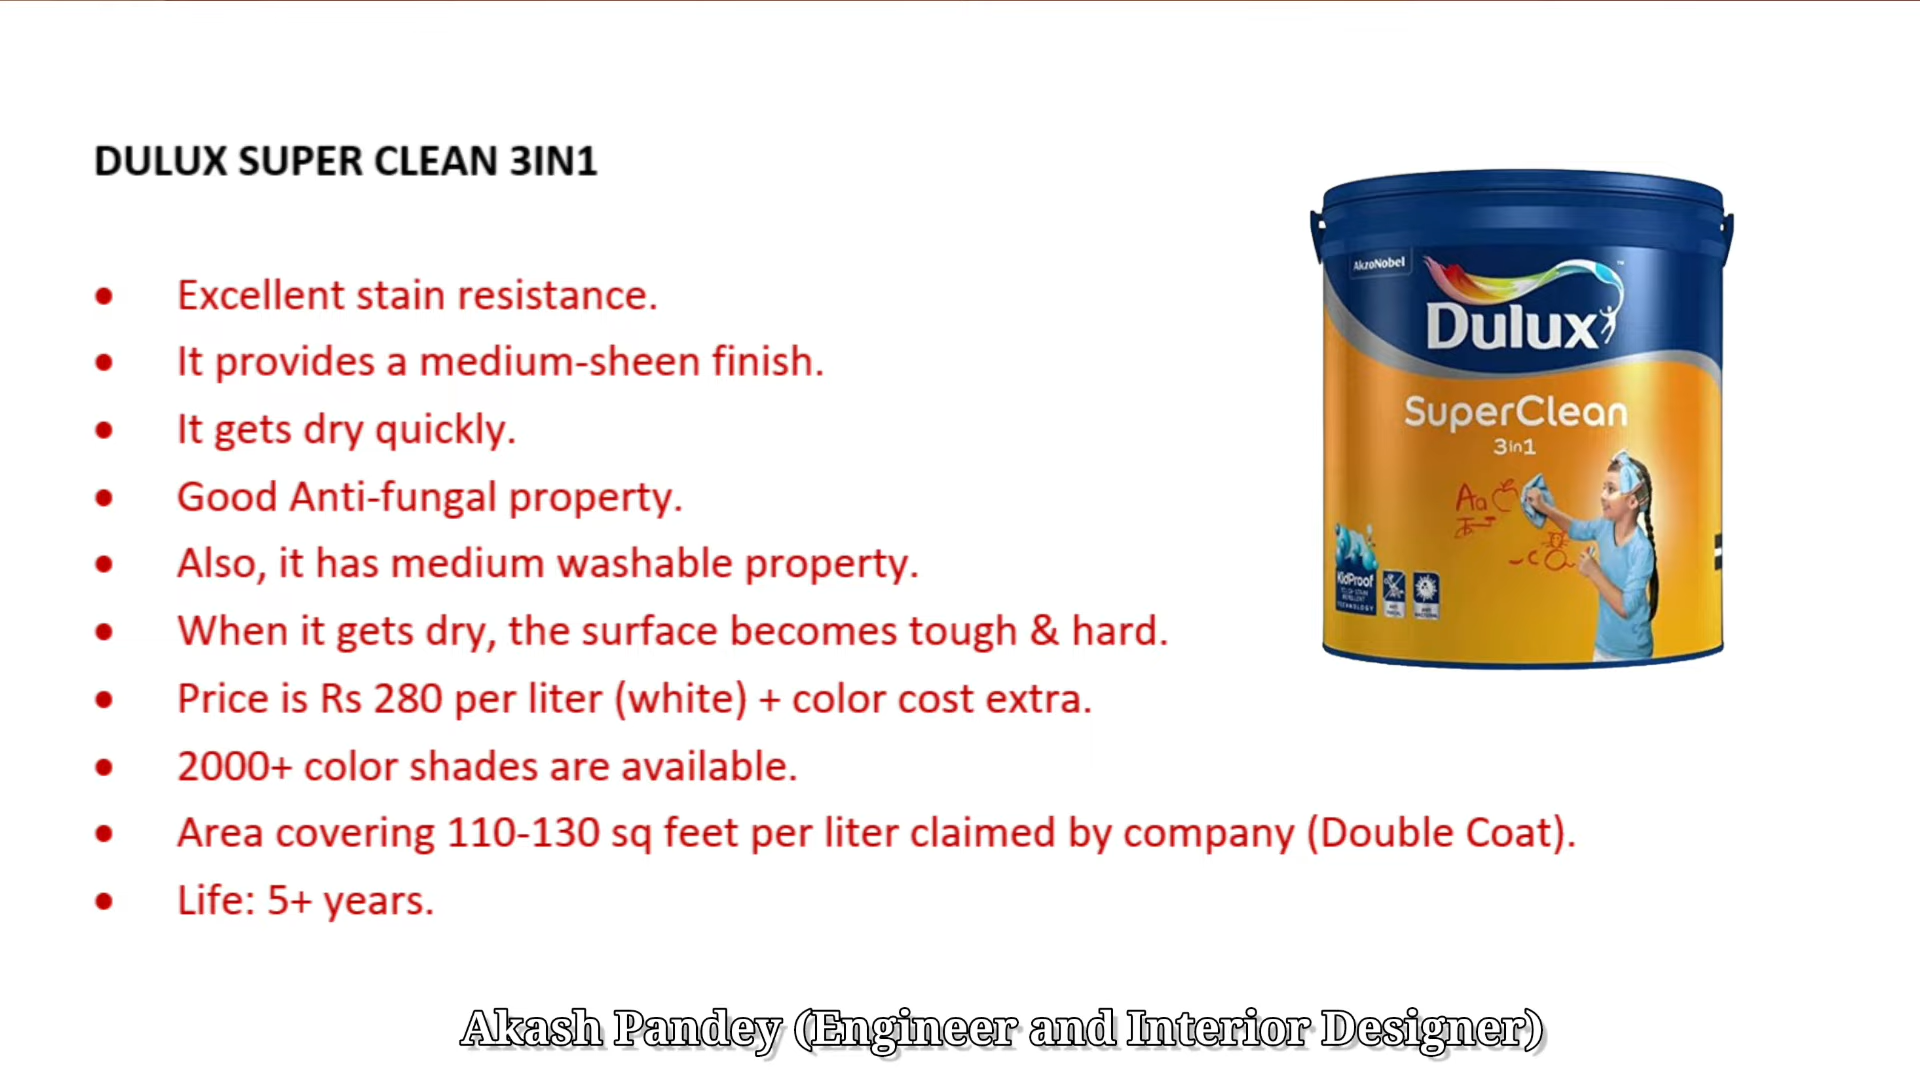 DULUX SUPER CLEAN 3IN1
• Excellent stain resistance.
• It provides a medium-sheen finish.
• It gets dry quickly.
• Good Anti-fungal property.
• Also, it has medium washable property.
• When it gets dry, the surface becomes tough & hard.
• Price is Rs 280 per liter (white) + color cost extra.
• 2000+ color shades are available.
• Area covering 110-130 sq feet per liter claimed by company (Double Coat).
• Life: 5+ years.
AkzoNobel
Dulux
™
SuperClean
3in1
Aa
KidProof
TECHNOLOGY
Akash Pandey (Engineer and Interior Designer)